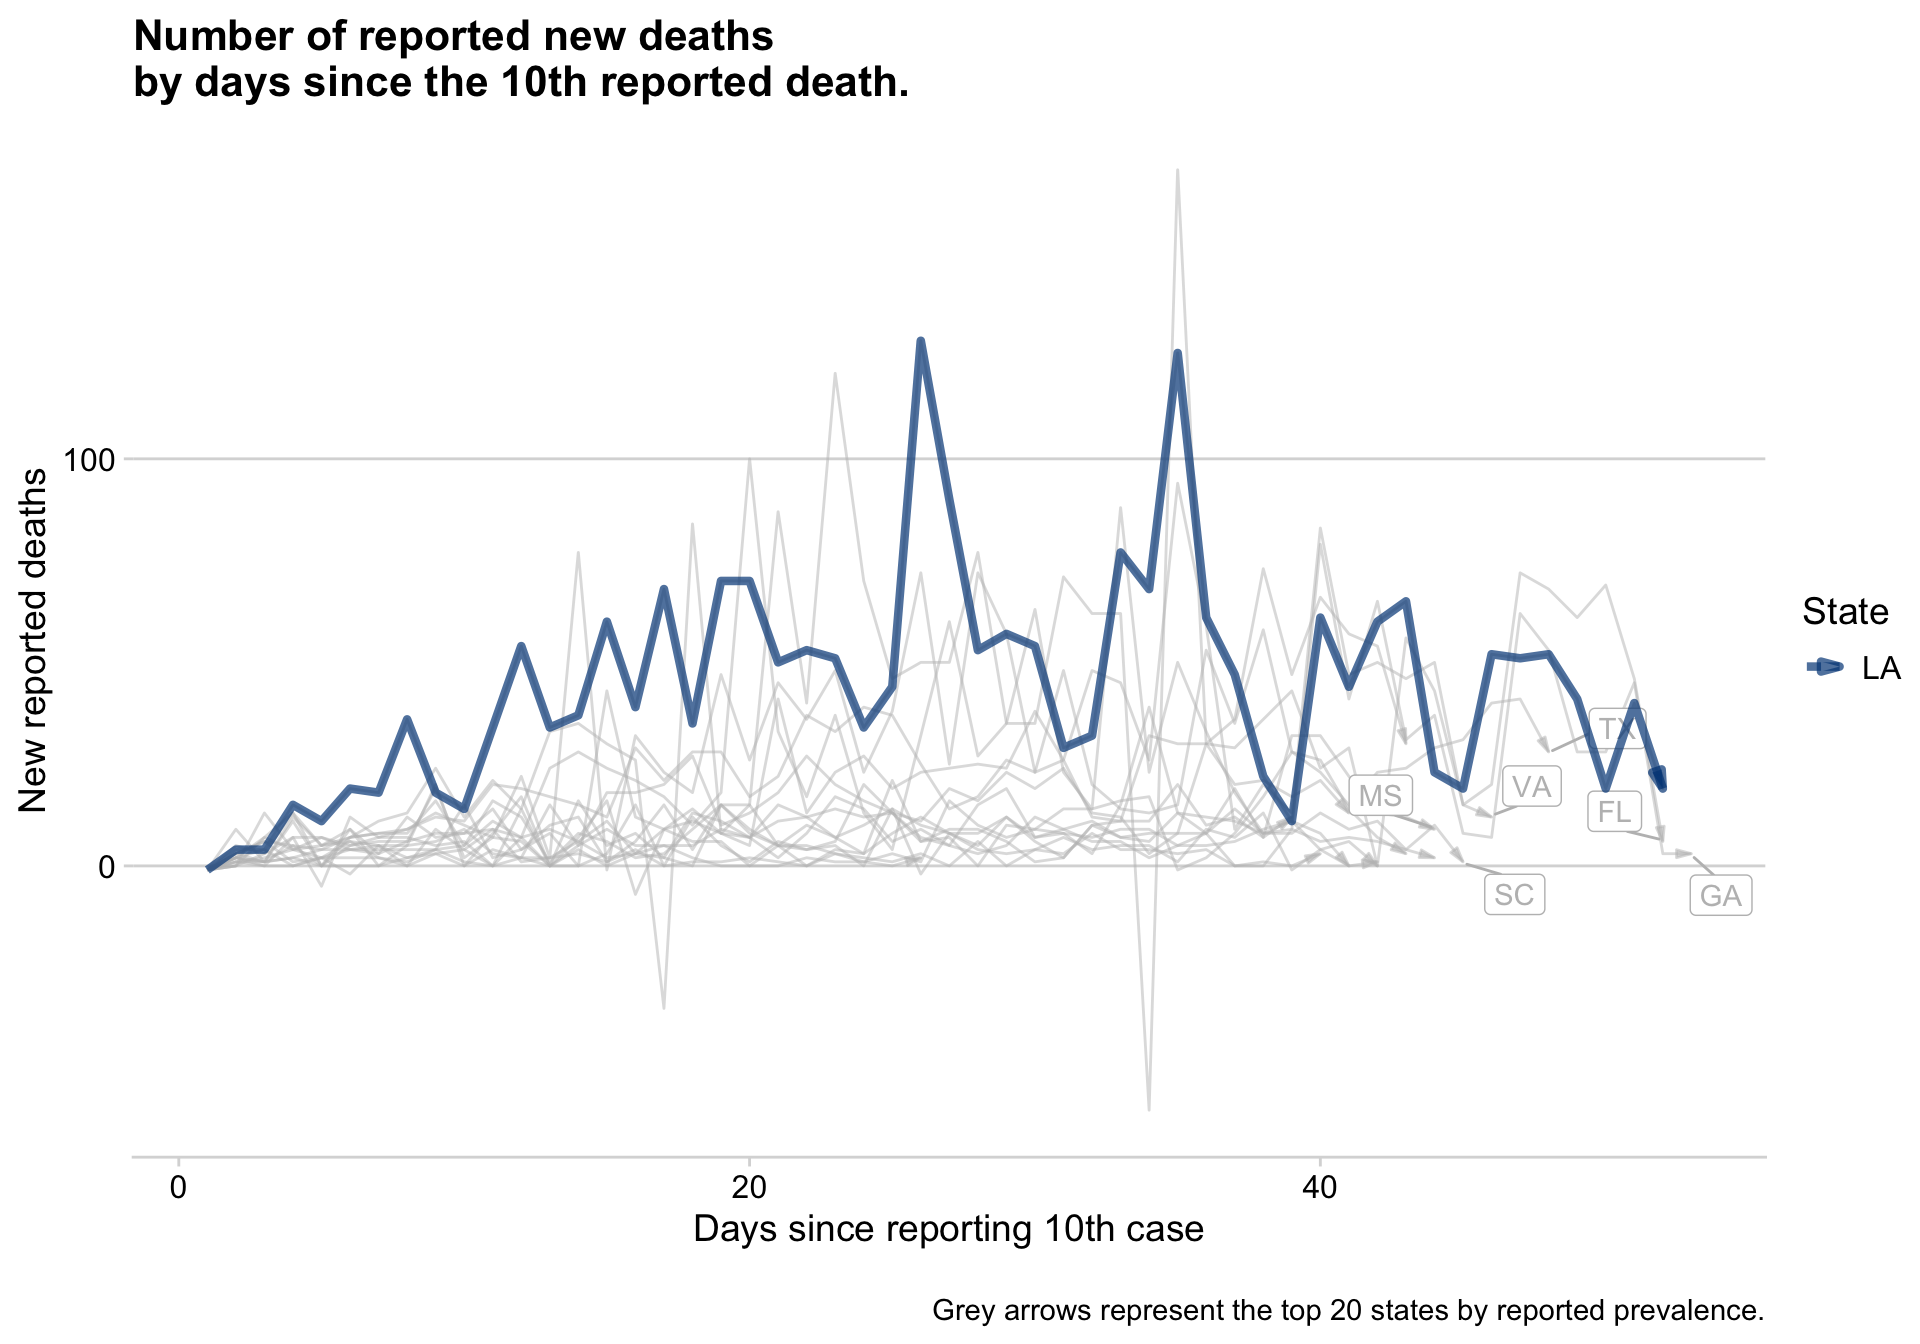 Number of reported new deaths
by days since the 10th reported death.
New reported deaths
100
0
TX
VA
MS
FL
SC
GA
State
LA
0
20
40
Days since reporting 10th case
Grey arrows represent the top 20 states by reported prevalence.